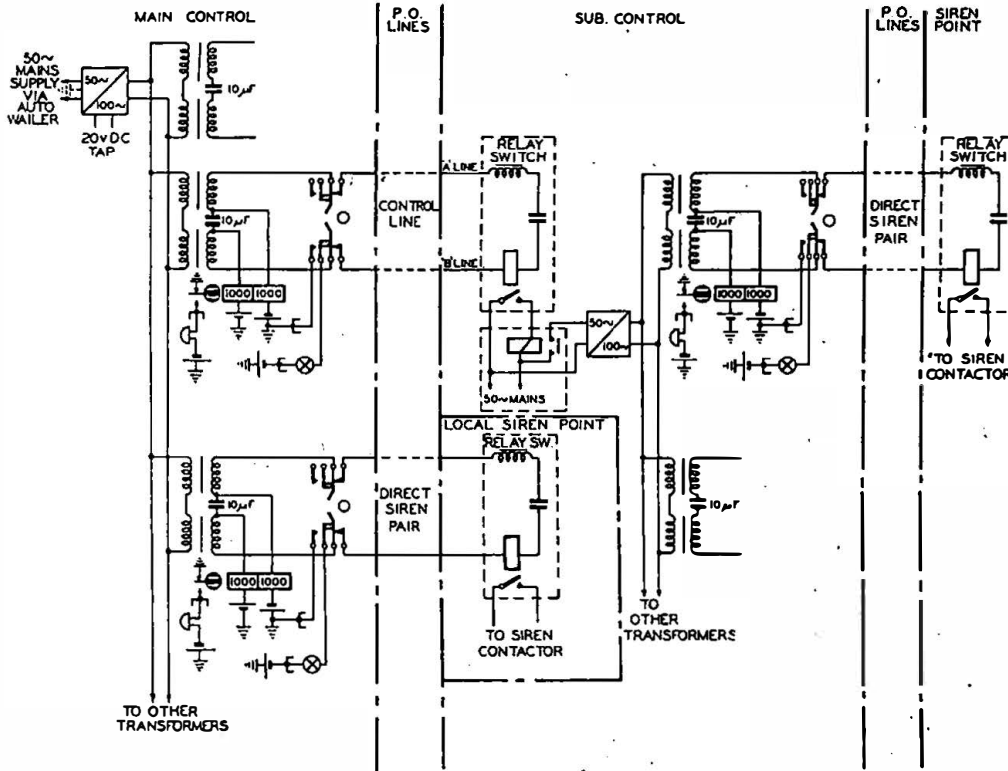 MAIN CONTROL
P.O.
LINES
SUB. CONTROL
P.O.
LINES
SIREN
POINT
50~
MAINS
SUPPLY
VIA
AUTO
WAILER
50~
100~
20V DC
TAP
10μF
RELAY
SWITCH
'A' LINE
CONTROL
LINE
'B' LINE
10μF
1000 1000
50~
100~
50~ MAINS
10μF
1000 1000
DIRECT
SIREN
PAIR
RELAY
SWITCH
"TO SIREN
CONTACTOR
LOCAL SIREN POINT
RELAY SW.
10μF
DIRECT
SIREN
PAIR
1000 1000
TO SIREN
CONTACTOR
10μF
TO
OTHER
TRANSFORMERS
TO OTHER
TRANSFORMERS